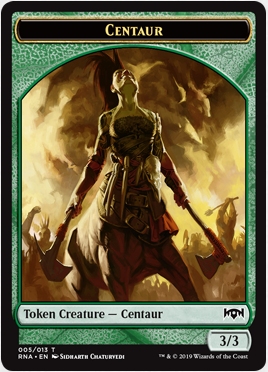 CENTAUR
Token Creature — Centaur
3/3
005/013 T
RNA • EN SIDHARTH CHATURVEDI
™ & © 2019 Wizards of the Coast